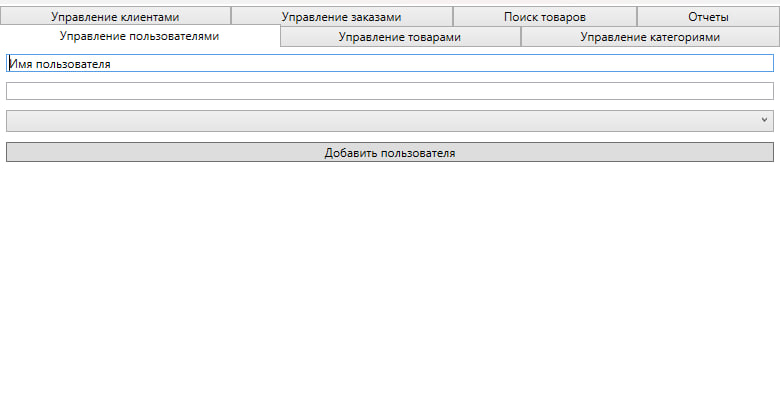 Управление клиентами
Управление заказами
Поиск товаров
Отчеты
Управление пользователями
Управление товарами
Управление категориями
Имя пользователя
Добавить пользователя